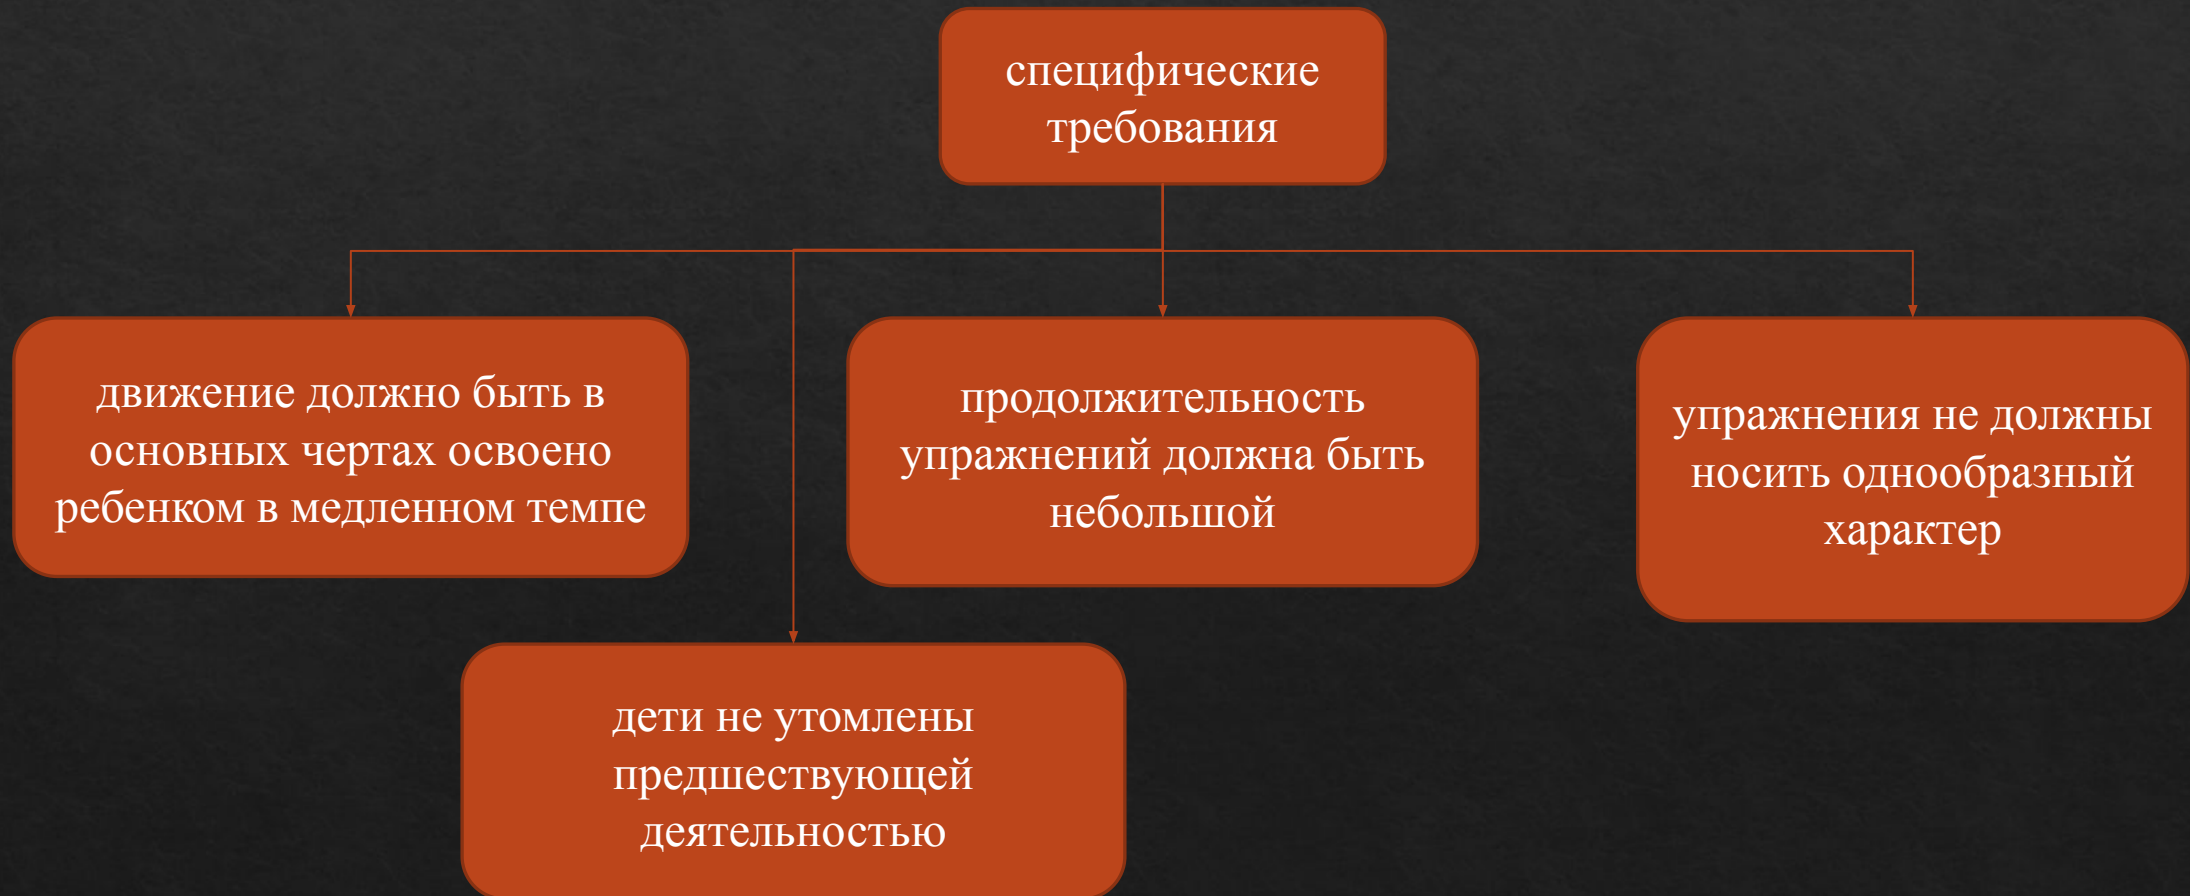 специфические
требования
движение должно быть в
основных чертах освоено
ребенком в медленном темпе
продолжительность
упражнений должна быть
небольшой
упражнения не должны
носить однообразный
характер
дети не утомлены
предшествующей
деятельностью